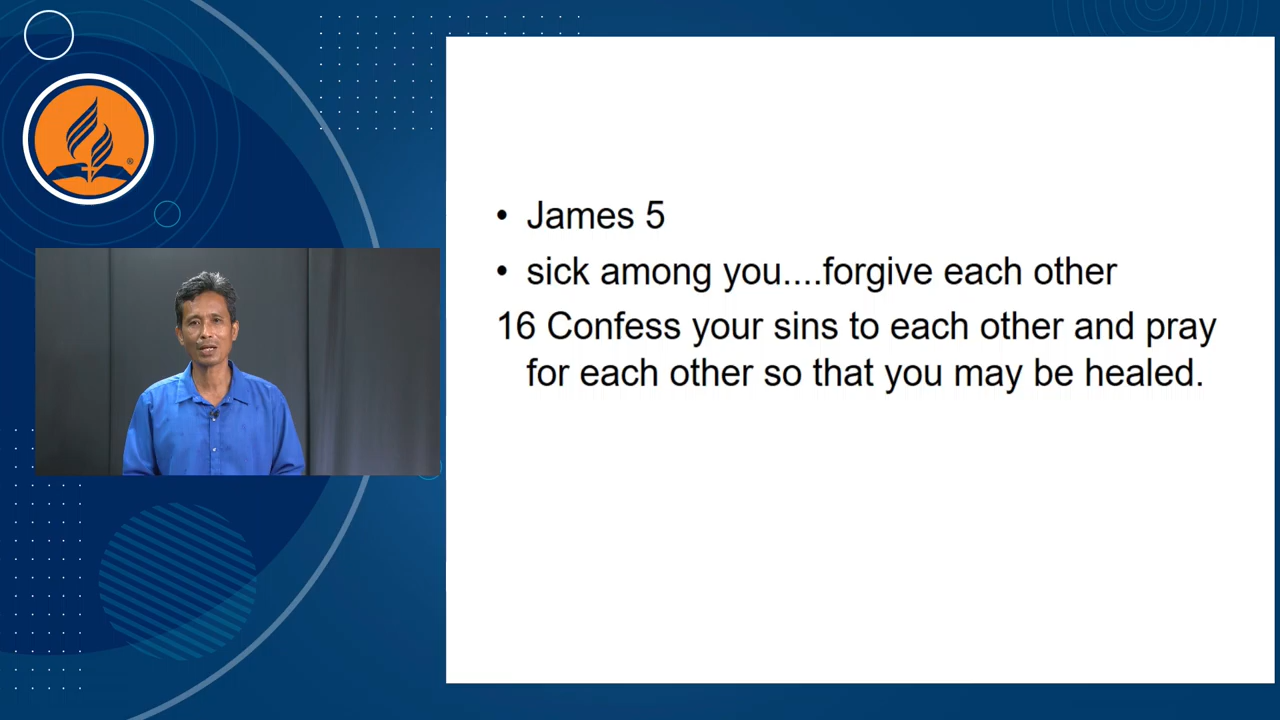 • James 5
• sick among you....forgive each other
16 Confess your sins to each other and pray
for each other so that you may be healed.
®